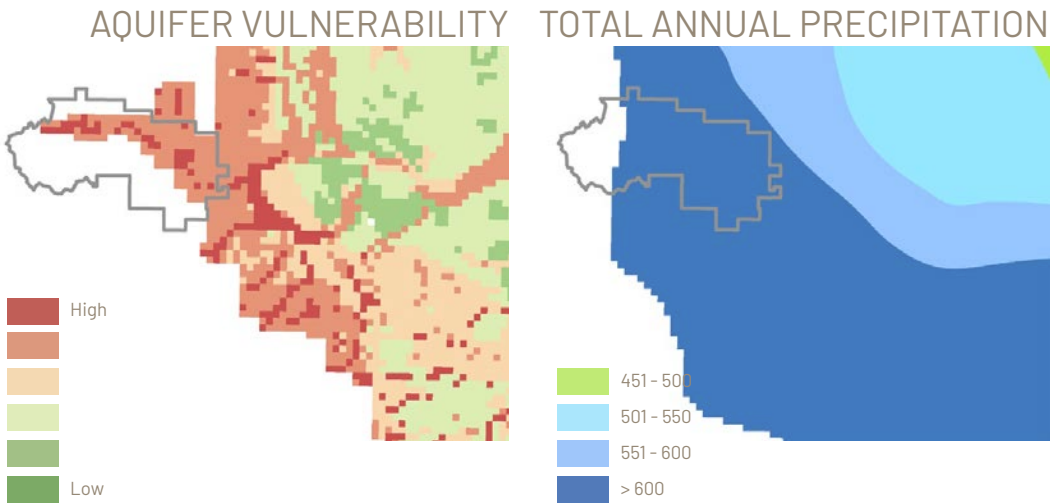 AQUIFER VULNERABILITY
High
Low
TOTAL ANNUAL PRECIPITATION
451 - 500
501 - 550
551 - 600
> 600